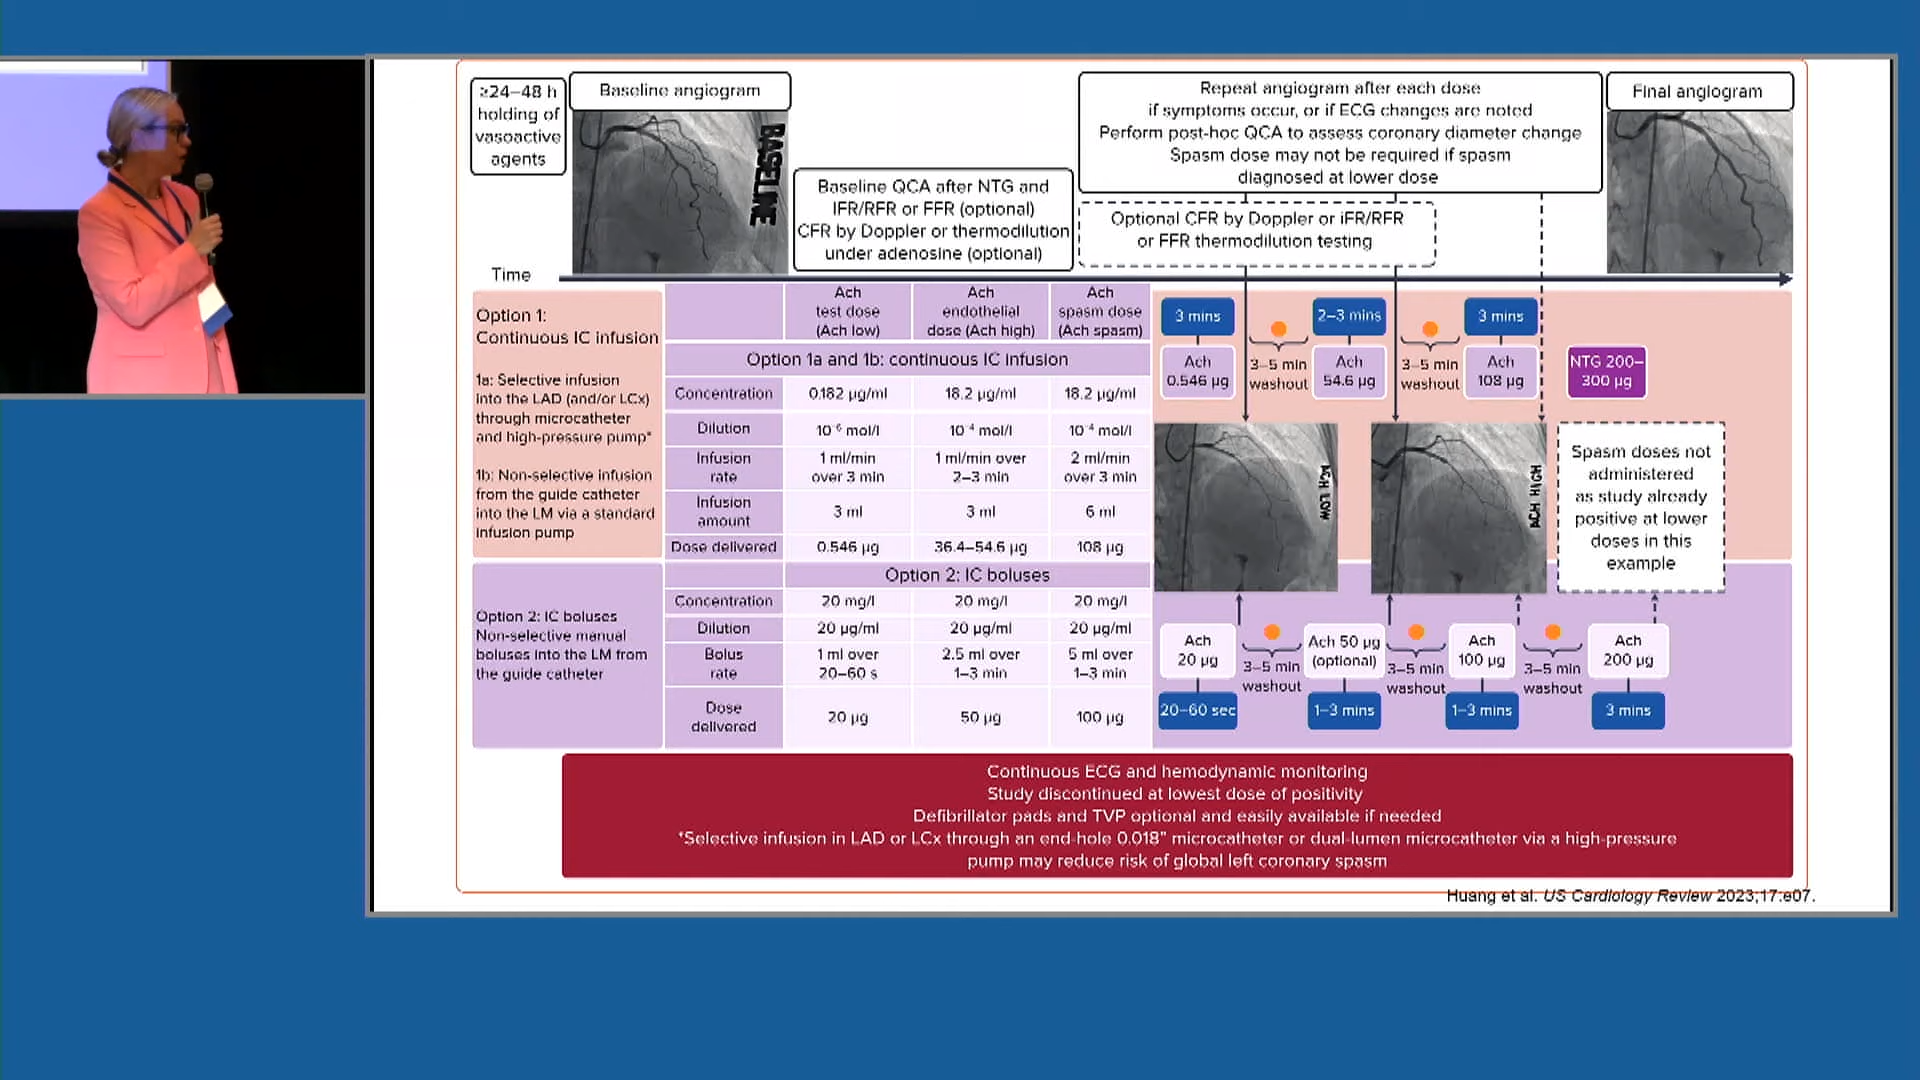 ≥24–48 h
holding of
vasoactive
agents
Baseline angiogram
BASELINE
Baseline QCA after NTG and
IFR/RFR or FFR (optional)
CFR by Doppler or thermodilution
under adenosine (optional)
Repeat angiogram after each dose
if symptoms occur, or if ECG changes are noted
Perform post-hoc QCA to assess coronary diameter change
Spasm dose may not be required if spasm
diagnosed at lower dose
Optional CFR by Doppler or iFR/RFR
or FFR thermodilution testing
Final angiogram
Time
Option 1:
Continuous IC infusion
1a: Selective infusion
into the LAD (and/or LCx)
through microcatheter
and high-pressure pump*
1b: Non-selective infusion
from the guide catheter
into the LM via a standard
infusion pump
Ach
test dose
(Ach low)
Ach
endothelial
dose (Ach high)
Ach
spasm dose
(Ach spasm)
Option 1a and 1b: continuous IC infusion
Concentration 0.182 µg/ml 18.2 µg/ml 18.2 µg/ml
Dilution 10⁻⁶ mol/l 10⁻⁴ mol/l 10⁻⁴ mol/l
Infusion
rate
1 ml/min
over 3 min
1 ml/min over
2–3 min
2 ml/min
over 3 min
Infusion
amount
3 ml 3 ml 6 ml
Dose delivered 0.546 µg 36.4–54.6 µg 108 µg
3 mins
Ach
0.546 µg
3–5 min
washout
2–3 mins
Ach
54.6 µg
3–5 min
washout
3 mins
Ach
108 µg
NTG 200–
300 µg
ACH LOW
ACH HIGH
Spasm doses not
administered
as study already
positive at lower
doses in this
example
Option 2: IC boluses
Non-selective manual
boluses into the LM from
the guide catheter
Option 2: IC boluses
Concentration 20 mg/l 20 mg/l 20 mg/l
Dilution 20 µg/ml 20 µg/ml 20 µg/ml
Bolus
rate
1 ml over
20–60 s
2.5 ml over
1–3 min
5 ml over
1–3 min
Dose
delivered
20 µg 50 µg 100 µg
Ach
20 µg
20–60 sec
3–5 min
washout
Ach 50 µg
(optional)
1–3 mins
3–5 min
washout
Ach
100 µg
1–3 mins
3–5 min
washout
Ach
200 µg
3 mins
Continuous ECG and hemodynamic monitoring
Study discontinued at lowest dose of positivity
Defibrillator pads and TVP optional and easily available if needed
*Selective infusion in LAD or LCx through an end-hole 0.018" microcatheter or dual-lumen microcatheter via a high-pressure
pump may reduce risk of global left coronary spasm
Huang et al. US Cardiology Review 2023;17:e07.